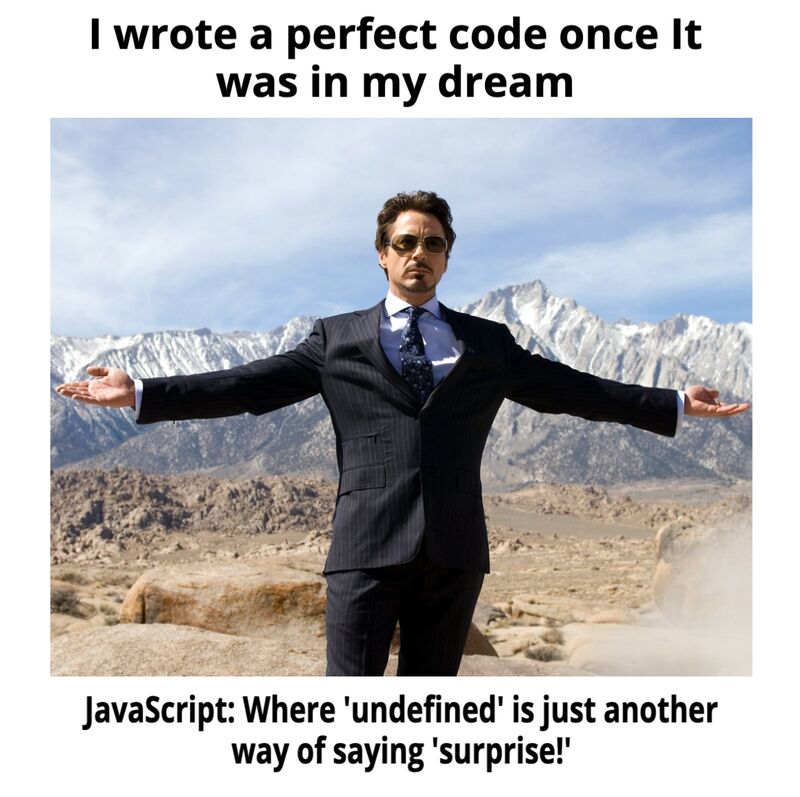 I wrote a perfect code once It
was in my dream
JavaScript: Where 'undefined' is just another
way of saying 'surprise!'